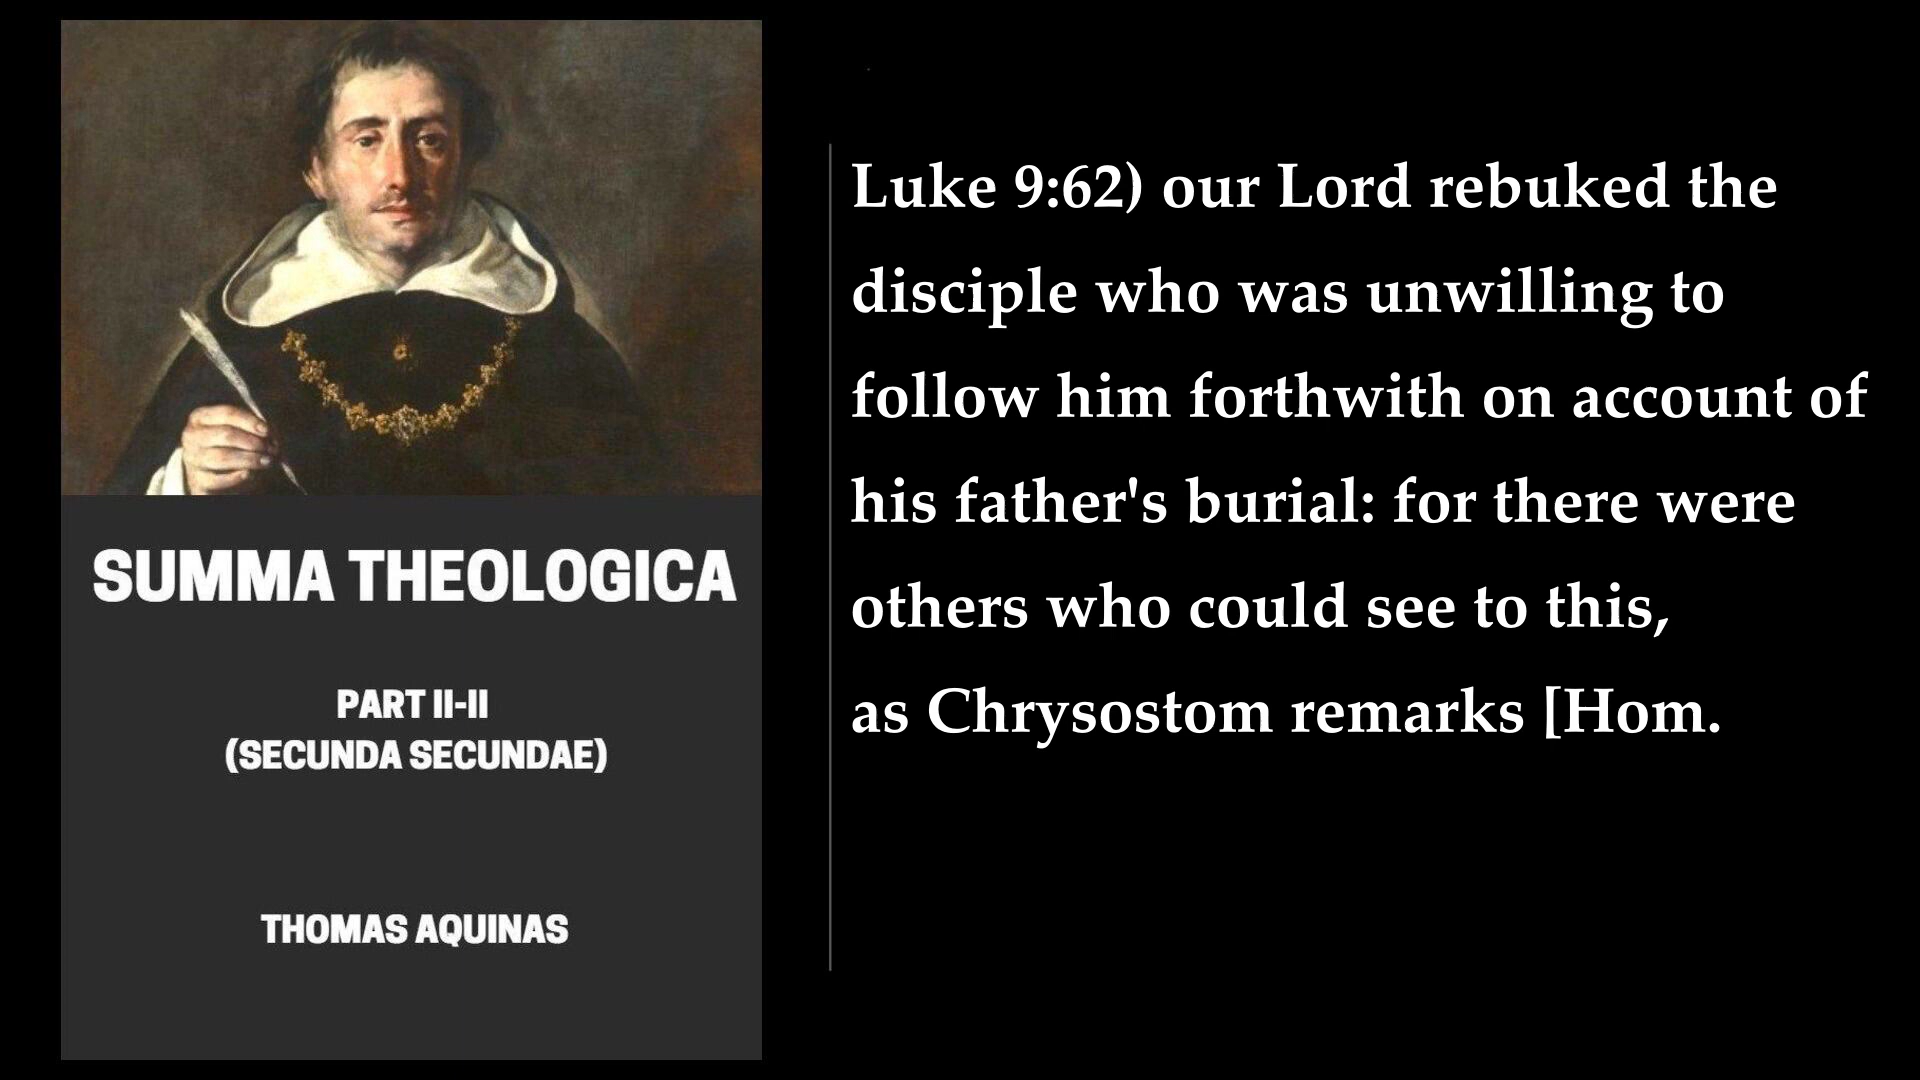 SUMMA THEOLOGICA
PART II-II
(SECUNDA SECUNDAE)
THOMAS AQUINAS
Luke 9:62) our Lord rebuked the
disciple who was unwilling to
follow him forthwith on account of
his father's burial: for there were
others who could see to this,
as Chrysostom remarks [Hom.